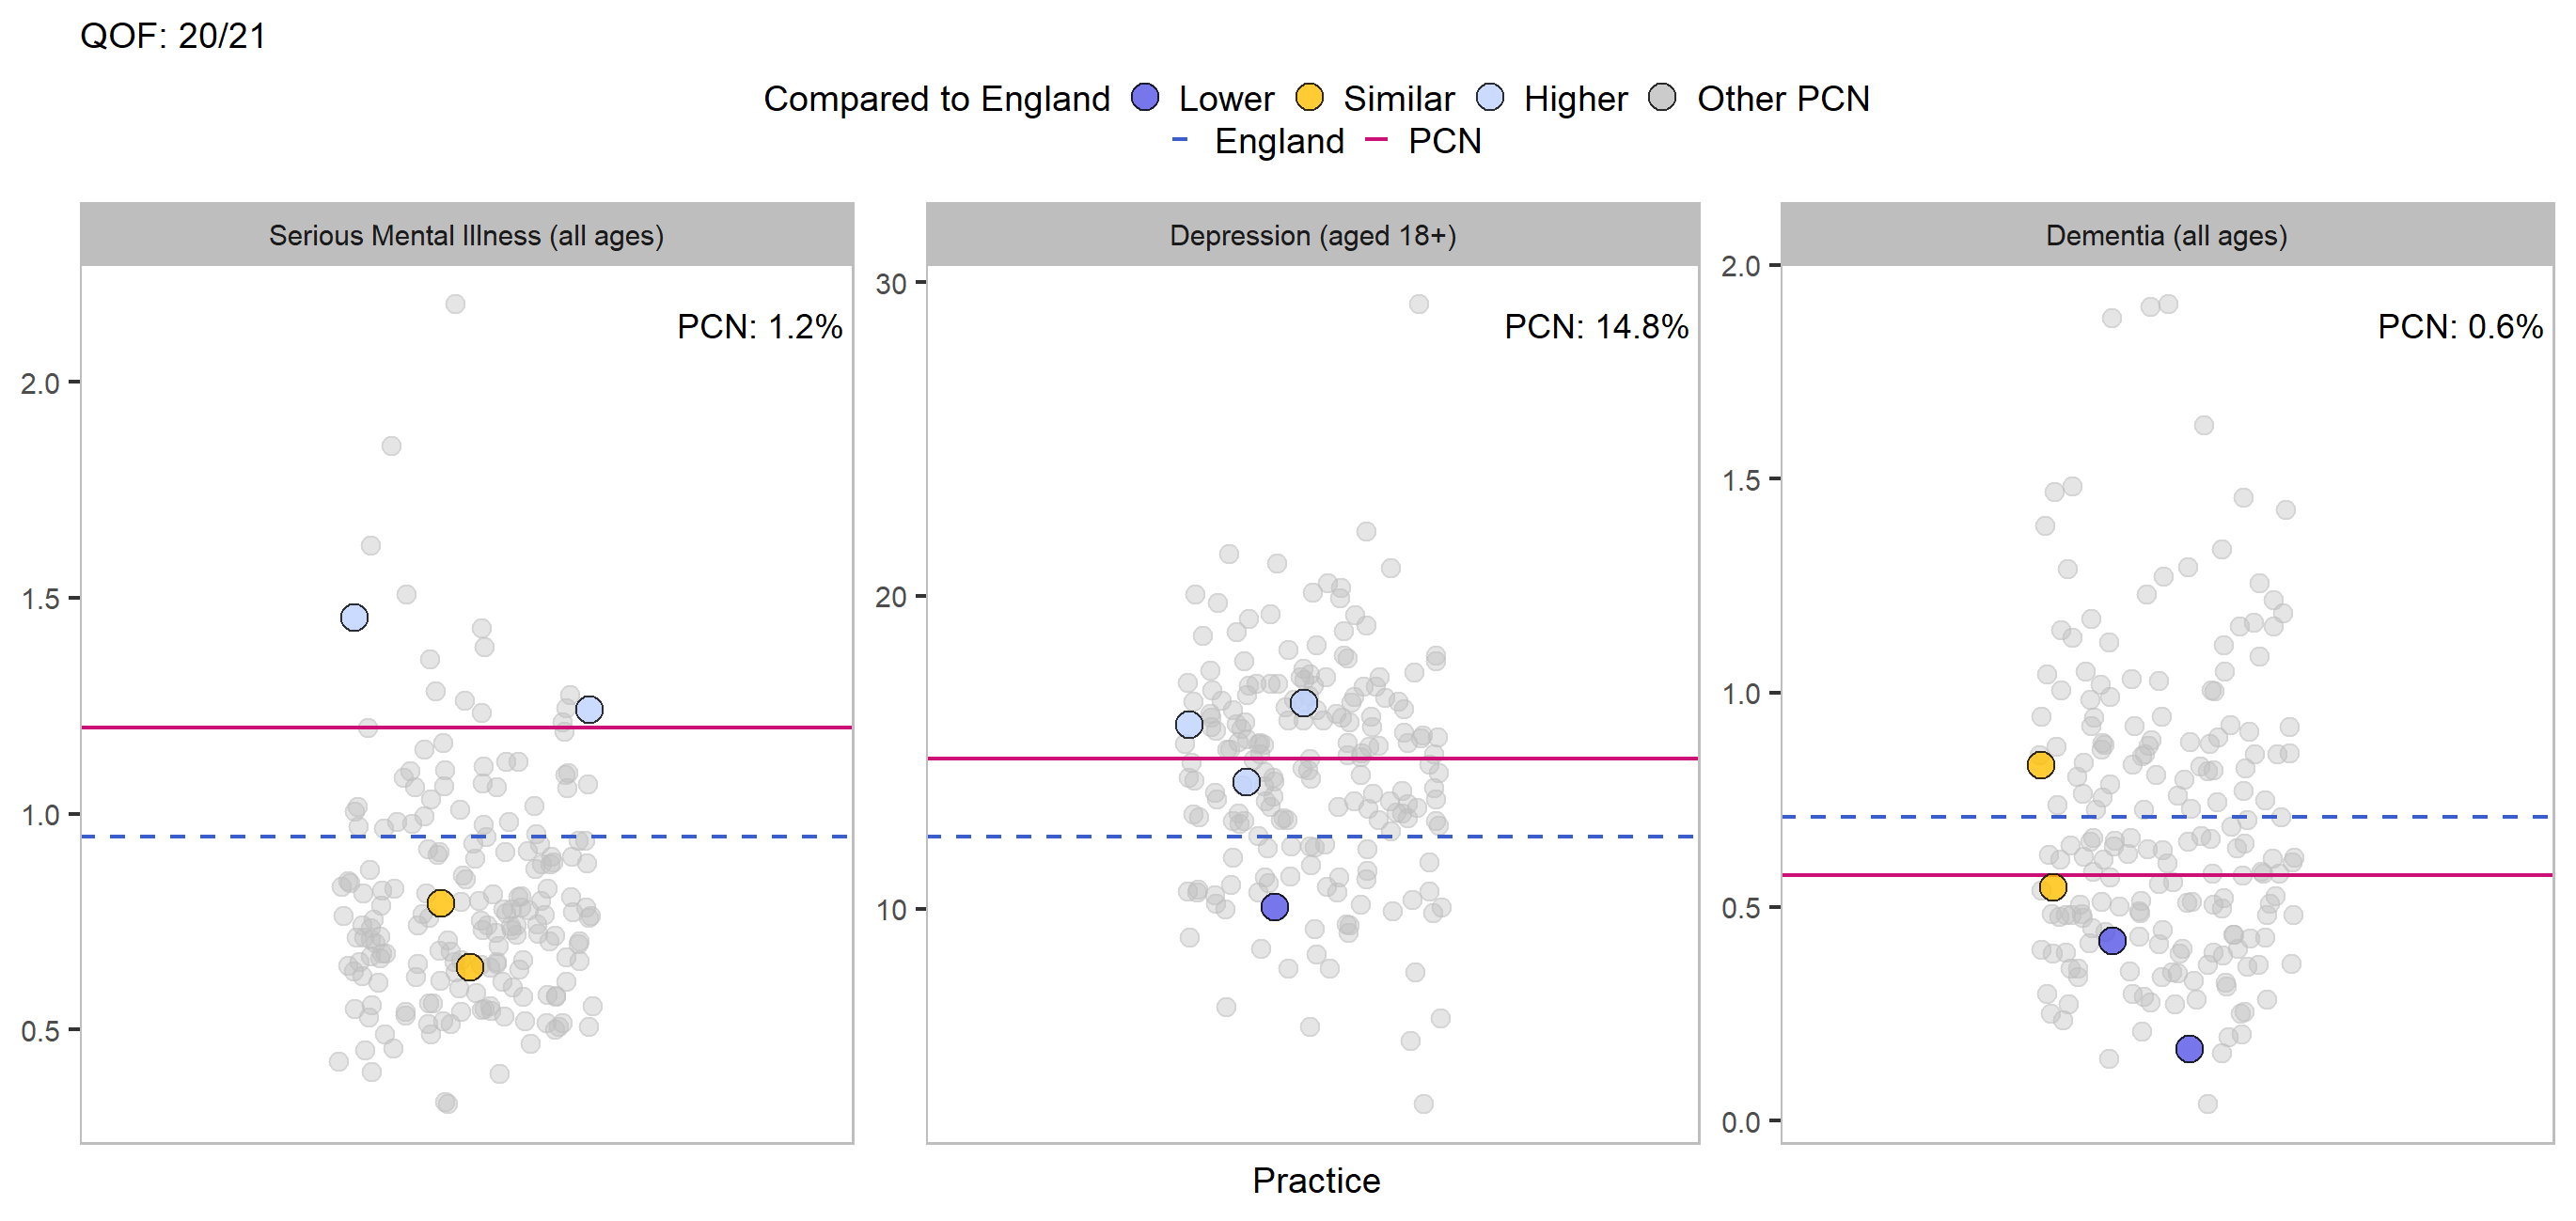 QOF: 20/21
Compared to England Lower Similar Higher Other PCN
England PCN
Serious Mental Illness (all ages)
PCN: 1.2%
2.0
1.5
1.0
0.5
Depression (aged 18+)
PCN: 14.8%
30
20
10
Dementia (all ages)
PCN: 0.6%
2.0
1.5
1.0
0.5
0.0
Practice